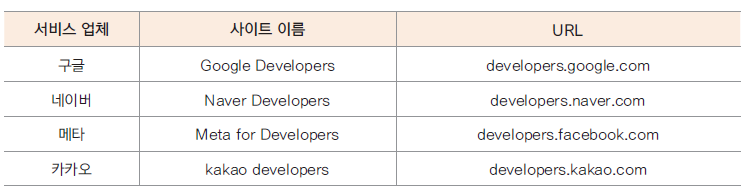 서비스 업체 사이트 이름 URL
구글 Google Developers developers.google.com
네이버 Naver Developers developers.naver.com
메타 Meta for Developers developers.facebook.com
카카오 kakao developers developers.kakao.com